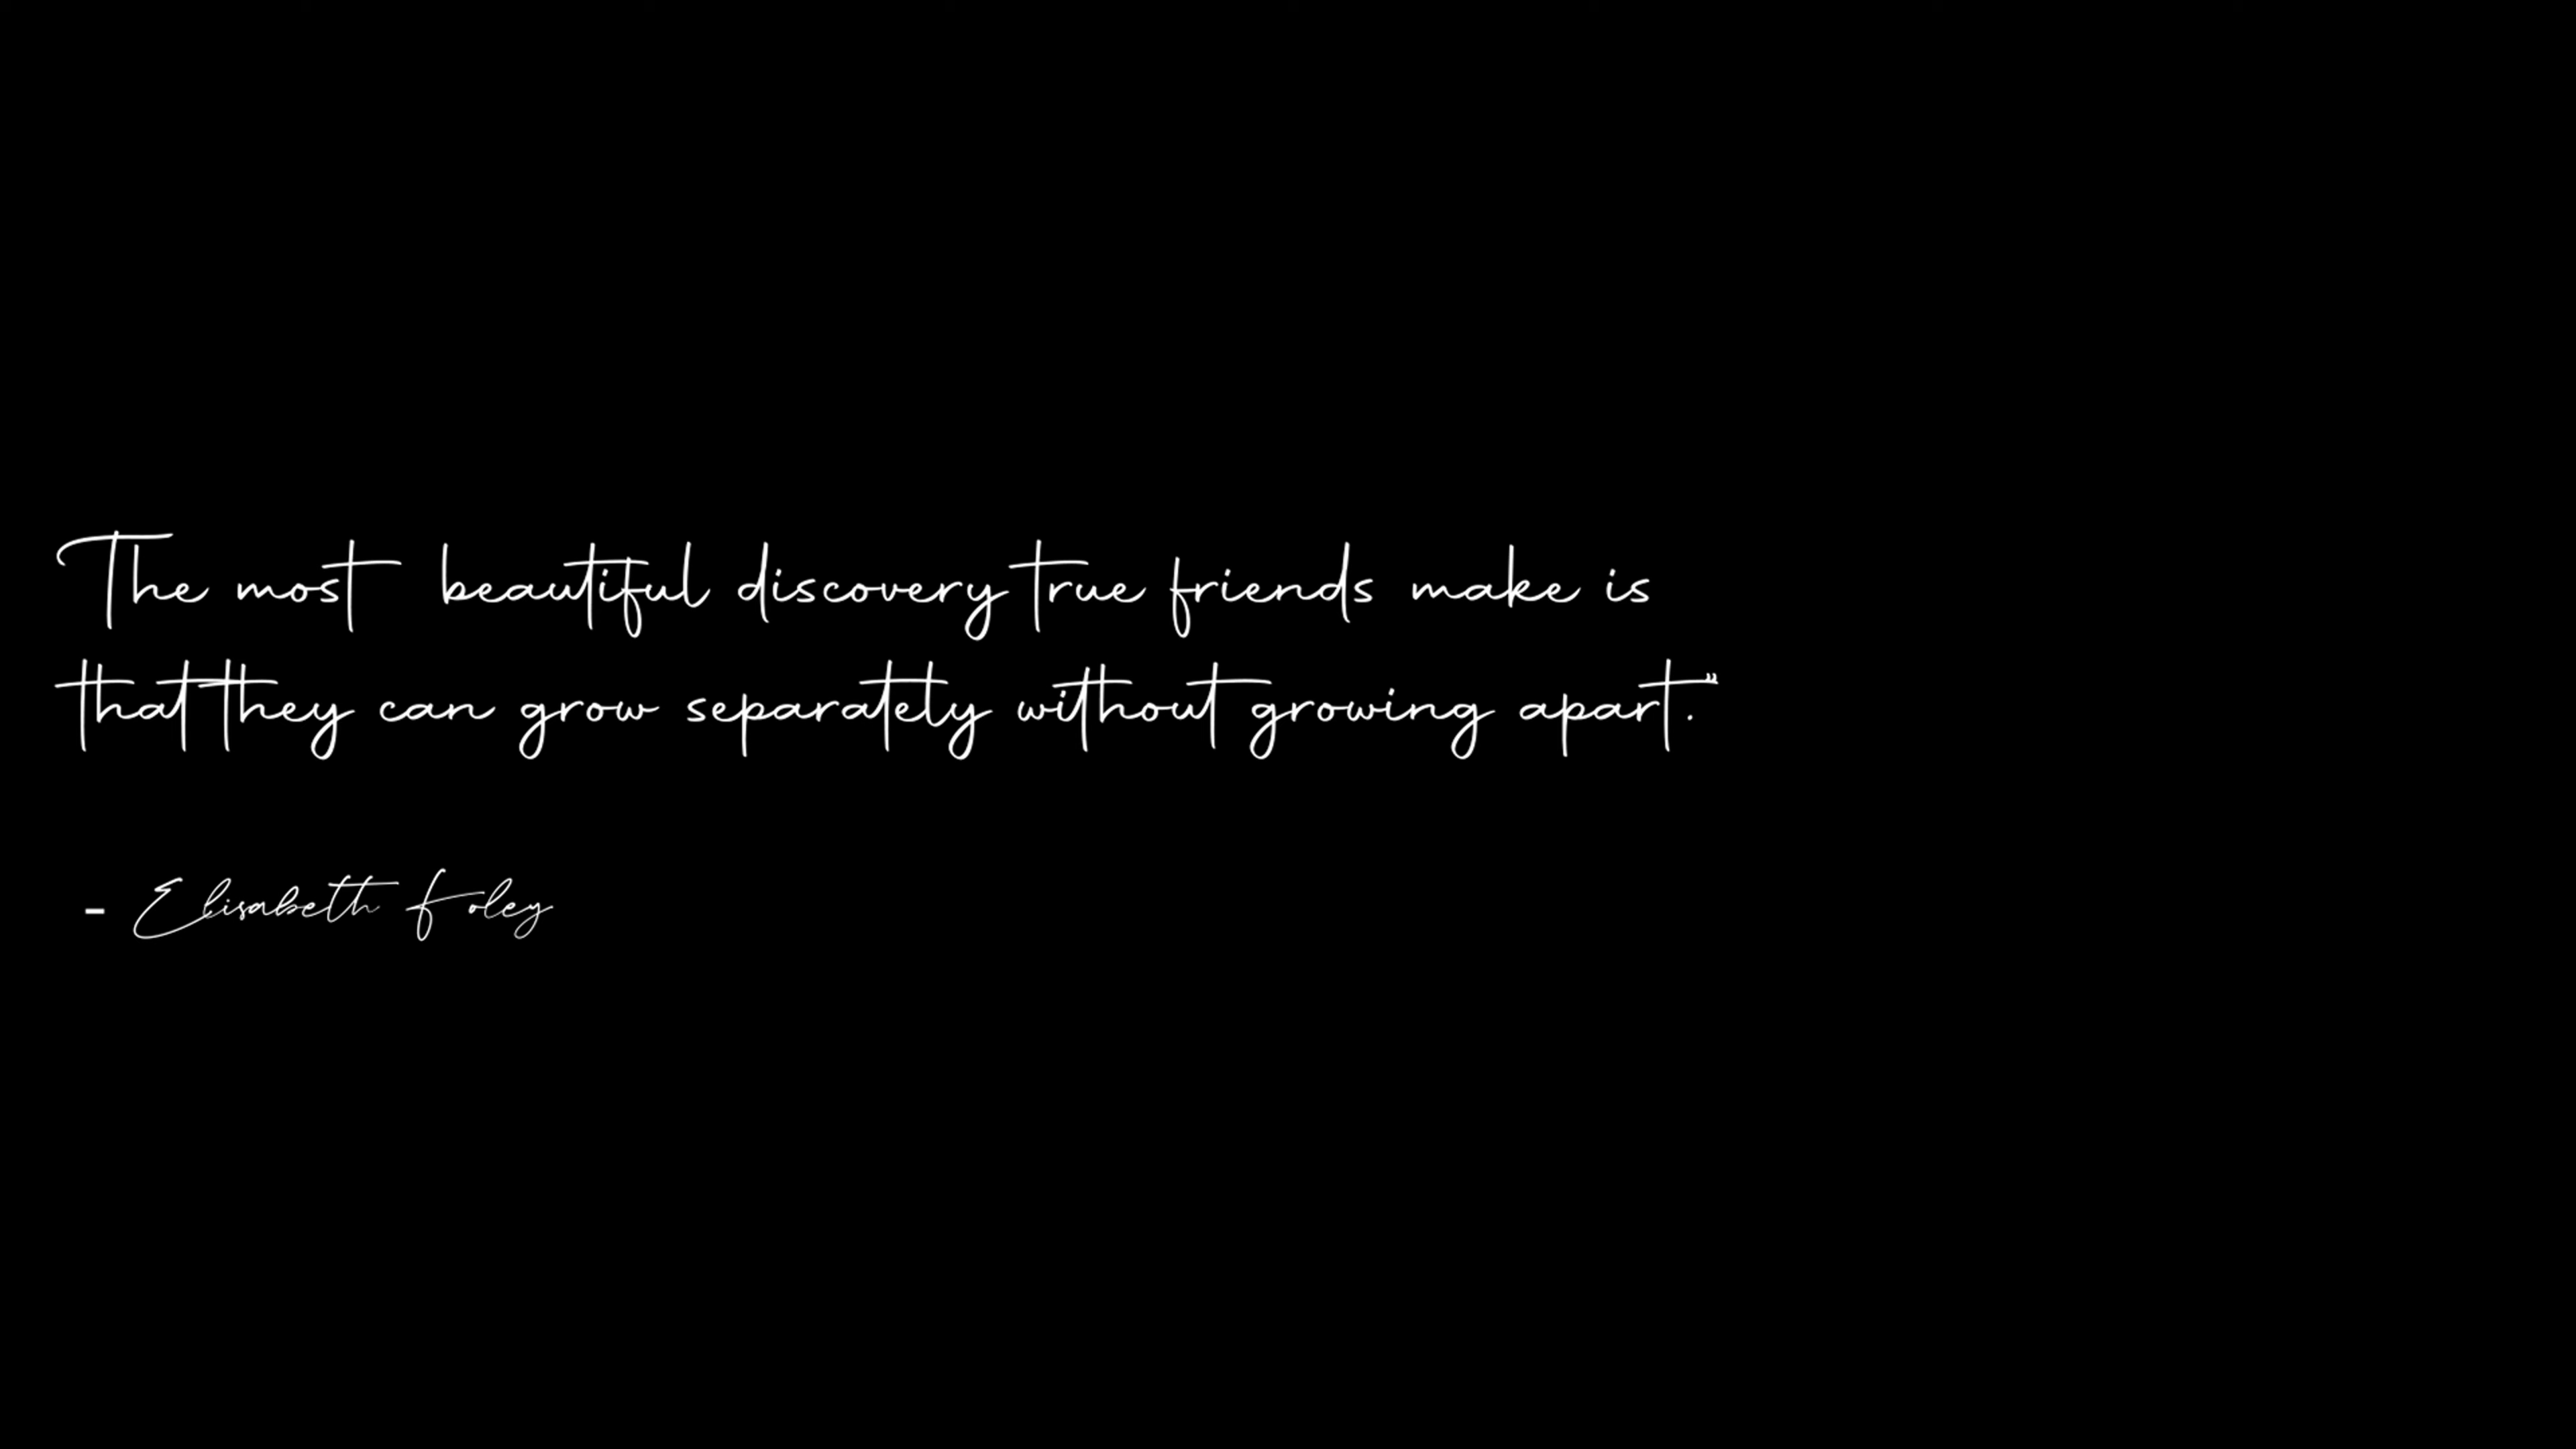 The most beautiful discovery true friends make is
that they can grow separately without growing apart.”
- Elisabeth Foley